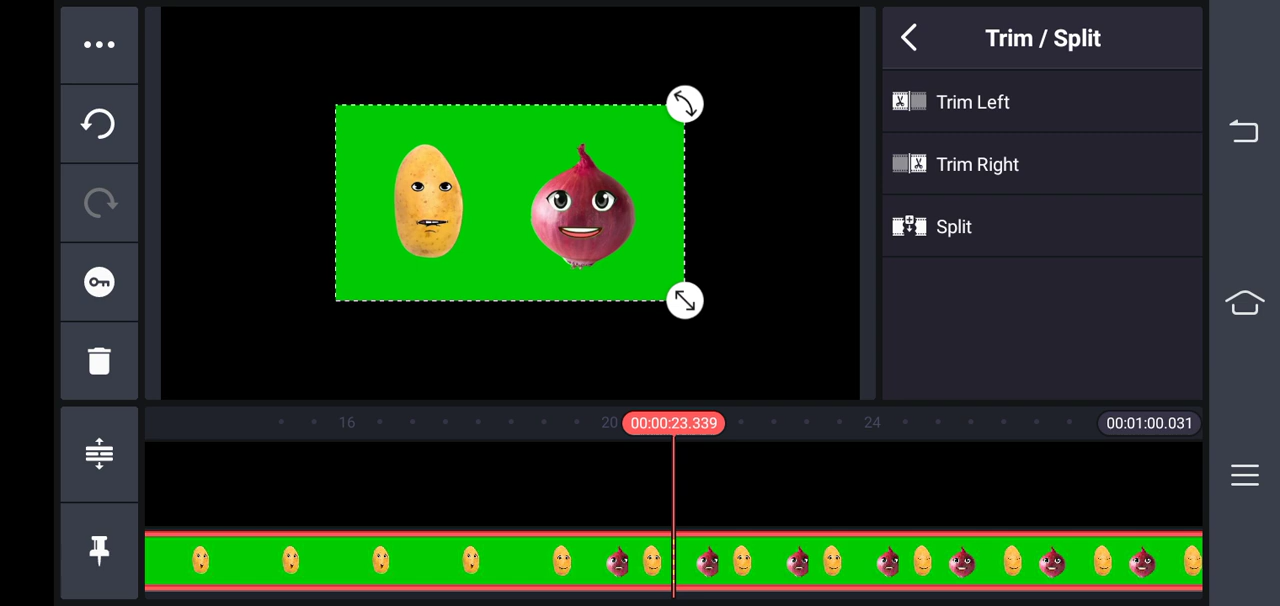 Trim / Split
Trim Left
Trim Right
Split
16
20
00:00:23.339
24
00:01:00.031